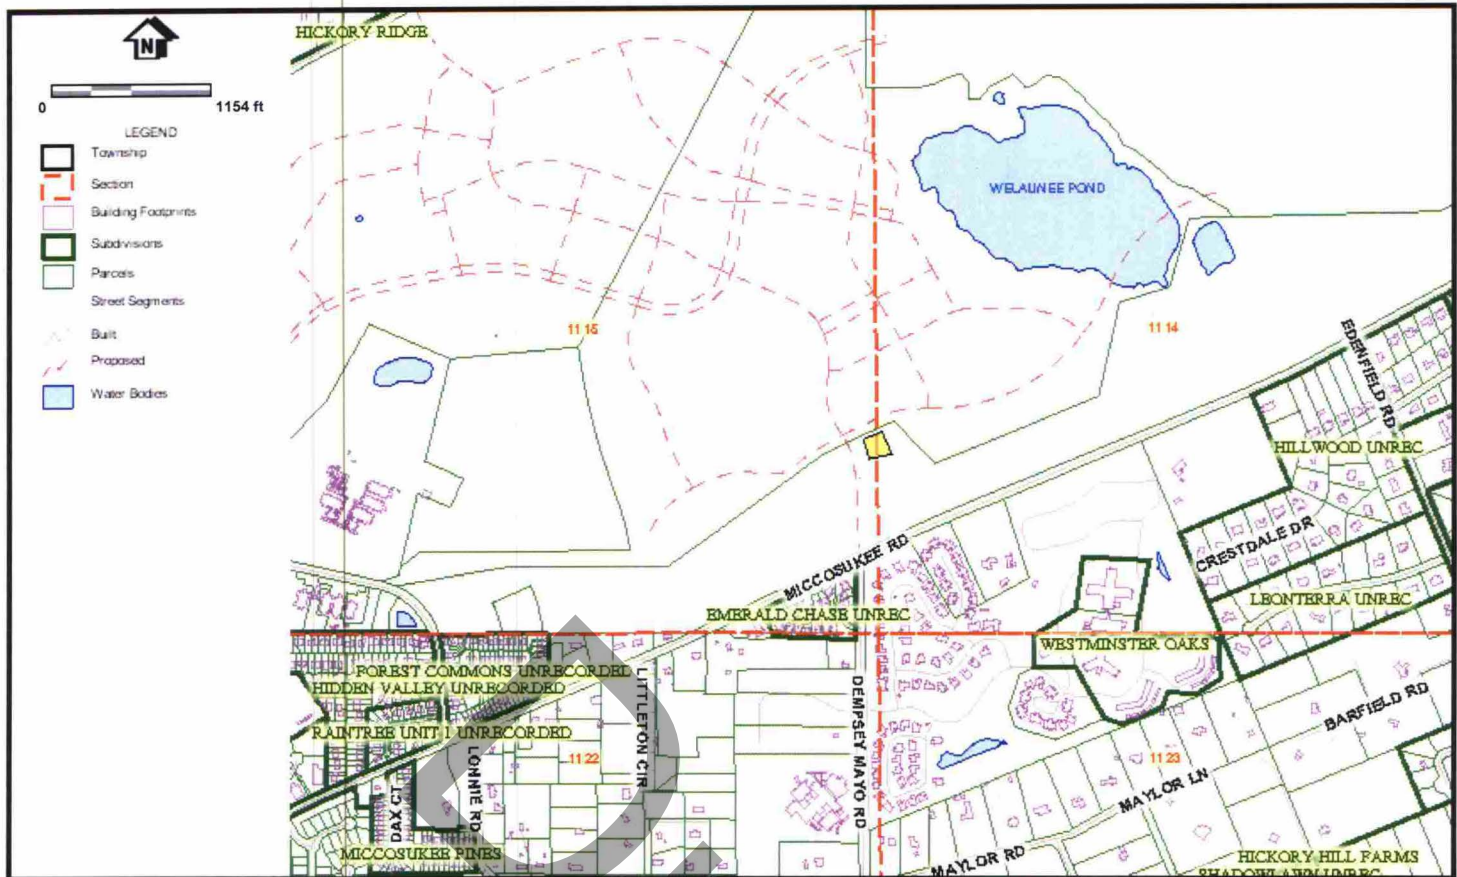 N
0 1154 ft
LEGEND
Township
Section
Building Footprints
Subdivisions
Parcels
Street Segments
Built
Proposed
Water Bodies
HICKORY RIDGE
WELAUNEE POND
11 15
11 14
EDENFIELD RD
HILLWOOD UNREC
CRESTDALE DR
MICCOSUKEE RD
LEONTERRA UNREC
EMERALD CHASE UNREC
WESTMINSTER OAKS
FOREST COMMONS UNRECORDED
HIDDEN VALLEY UNRECORDED
LITTLETON CIR
DEMPSEY MAYO RD
BARFIELD RD
RAINTREE UNIT 1 UNRECORDED
11 22
11 23
LONNIE RD
DAX CT
MAYLOR LN
MICCOSUKEE PINES
MAYLOR RD
HICKORY HILL FARMS
SHADOWLAWN UNREC